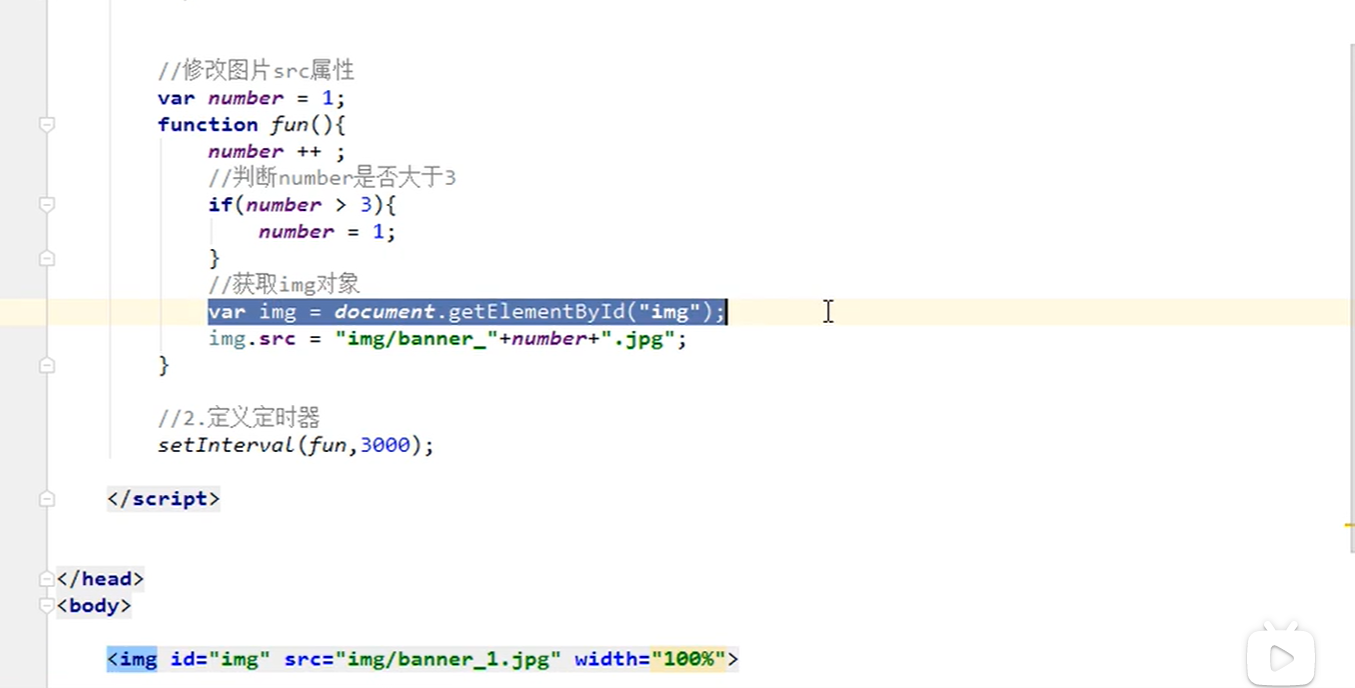 //修改图片src属性
var number = 1;
function fun(){
number ++ ;
//判断number是否大于3
if(number > 3){
number = 1;
}
//获取img对象
var img = document.getElementById("img");
img.src = "img/banner_"+number+".jpg";
}
//2.定义定时器
setInterval(fun,3000);
</script>
</head>
<body>
<img id="img" src="img/banner_1.jpg" width="100%">